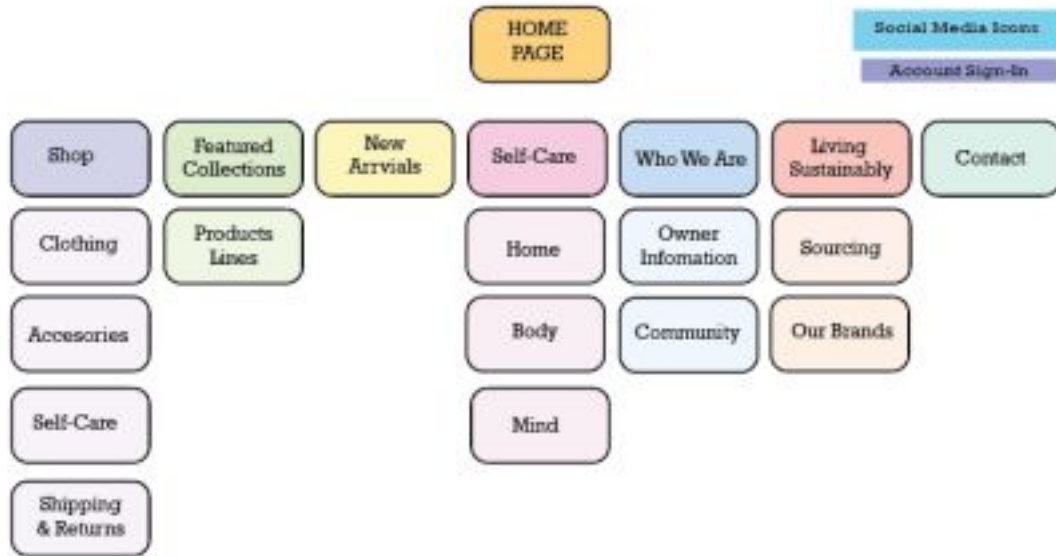 HOME
PAGE
Social Media Icons
Account Sign-In
Shop
Featured
Collections
New
Arrvials
Self-Care
Who We Are
Living
Sustainably
Contact
Clothing
Products
Lines
Home
Owner
Infomation
Sourcing
Accesories
Body
Community
Our Brands
Self-Care
Mind
Shipping
& Returns